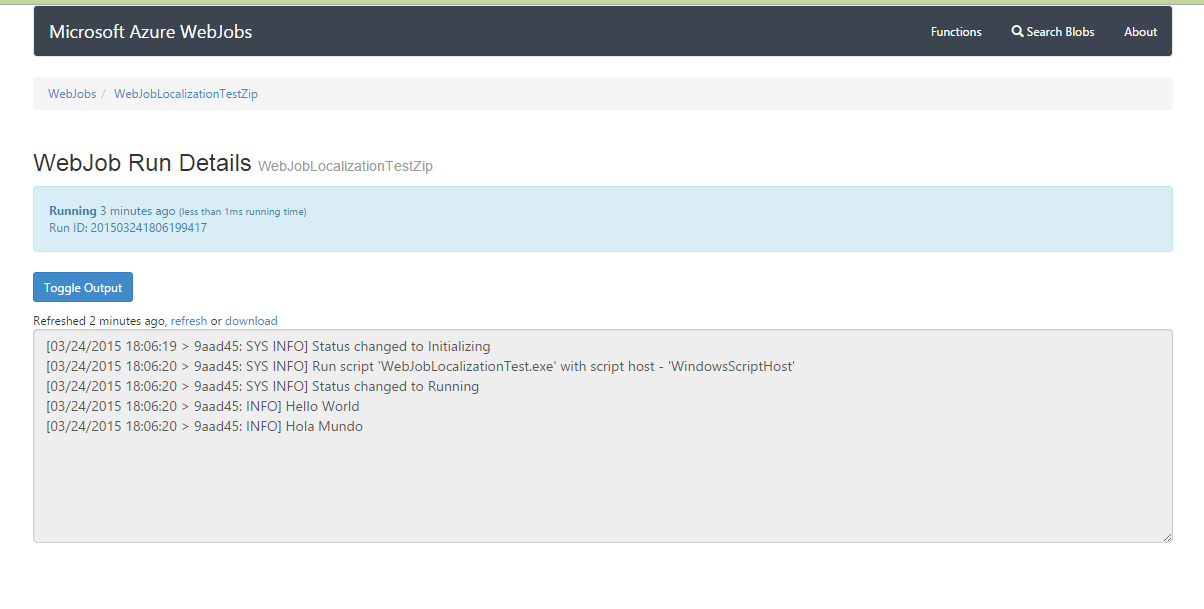 Microsoft Azure WebJobs Functions Search Blobs About
WebJobs / WebJobLocalizationTestZip
WebJob Run Details WebJobLocalizationTestZip
Running 3 minutes ago (less than 1ms running time)
Run ID: 201503241806199417
Toggle Output
Refreshed 2 minutes ago, refresh or download
[03/24/2015 18:06:19 > 9aad45: SYS INFO] Status changed to Initializing
[03/24/2015 18:06:20 > 9aad45: SYS INFO] Run script 'WebJobLocalizationTest.exe' with script host - 'WindowsScriptHost'
[03/24/2015 18:06:20 > 9aad45: SYS INFO] Status changed to Running
[03/24/2015 18:06:20 > 9aad45: INFO] Hello World
[03/24/2015 18:06:20 > 9aad45: INFO] Hola Mundo